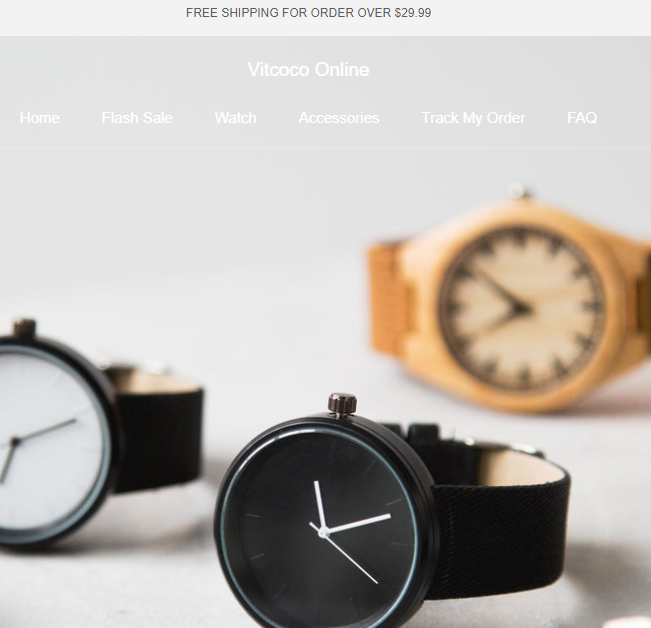 FREE SHIPPING FOR ORDER OVER $29.99
Vitcoco Online
Home Flash Sale Watch Accessories Track My Order FAQ